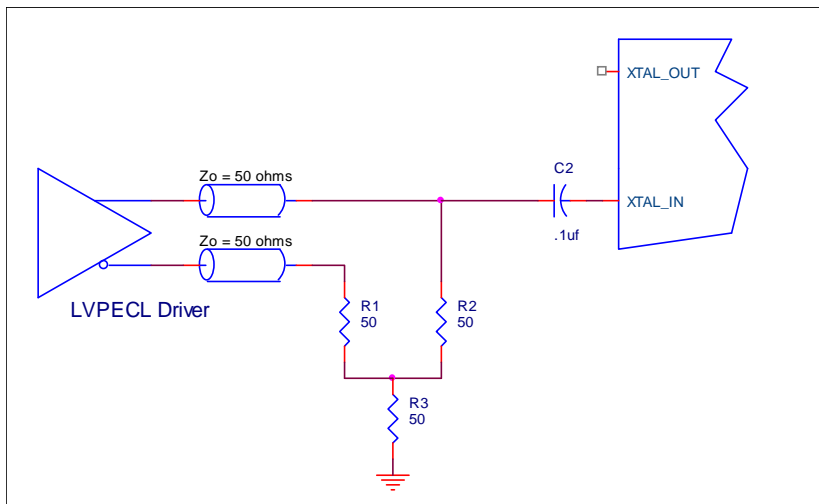 XTAL_OUT
C2
Zo = 50 ohms
XTAL_IN
.1uf
Zo = 50 ohms
LVPECL Driver
R1
50
R2
50
R3
50